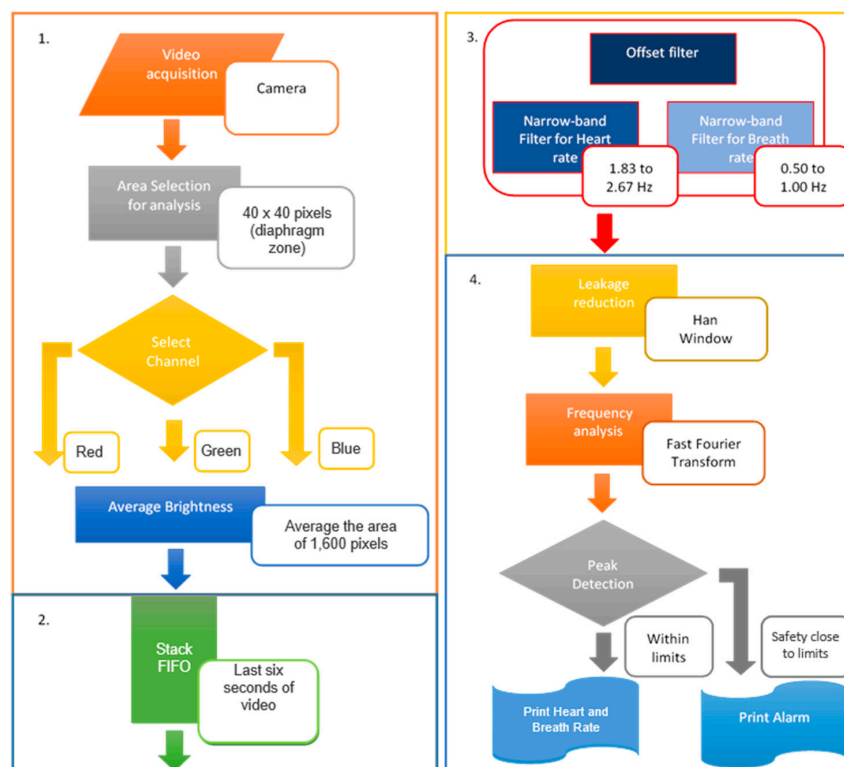 1.
Video
acquisition
Camera
Area Selection
for analysis
40 x 40 pixels
(diaphragm
zone)
Select
Channel
Red
Green
Blue
Average Brightness
Average the area
of 1,600 pixels
2.
Stack
FIFO
Last six
seconds of
video
3.
Offset filter
Narrow-band
Filter for Heart
rate
1.83 to
2.67 Hz
Narrow-band
Filter for Breath
rate
0.50 to
1.00 Hz
4.
Leakage
reduction
Han
Window
Frequency
analysis
Fast Fourier
Transform
Peak
Detection
Within
limits
Safety close
to limits
Print Heart and
Breath Rate
Print Alarm